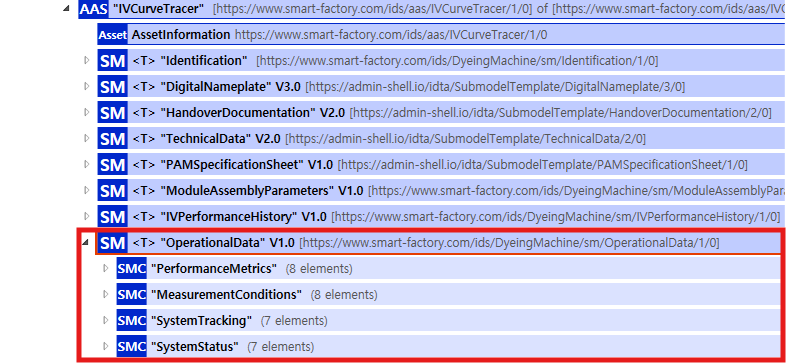 AAS "IVCurveTracer" [https://www.smart-factory.com/ids/aas/IVCurveTracer/1/0] of [https://www.smart-factory.com/ids/aas/IVC
Asset AssetInformation https://www.smart-factory.com/ids/aas/IVCurveTracer/1/0
SM <T> "Identification" [https://www.smart-factory.com/ids/DyeingMachine/sm/Identification/1/0]
SM <T> "DigitalNameplate" V3.0 [https://admin-shell.io/idta/SubmodelTemplate/DigitalNameplate/3/0]
SM <T> "HandoverDocumentation" V2.0 [https://admin-shell.io/idta/SubmodelTemplate/HandoverDocumentation/2/0]
SM <T> "TechnicalData" V2.0 [https://admin-shell.io/idta/SubmodelTemplate/TechnicalData/2/0]
SM <T> "PAMSpecificationSheet" V1.0 [https://admin-shell.io/idta/SubmodelTemplate/PAMSpecificationSheet/1/0]
SM <T> "ModuleAssemblyParameters" V1.0 [https://www.smart-factory.com/ids/DyeingMachine/sm/ModuleAssemblyPara
SM <T> "IVPerformanceHistory" V1.0 [https://www.smart-factory.com/ids/DyeingMachine/sm/IVPerformanceHistory/1/0]
SM <T> "OperationalData" V1.0 [https://www.smart-factory.com/ids/DyeingMachine/sm/OperationalData/1/0]
SMC "PerformanceMetrics" (8 elements)
SMC "MeasurementConditions" (8 elements)
SMC "SystemTracking" (7 elements)
SMC "SystemStatus" (7 elements)